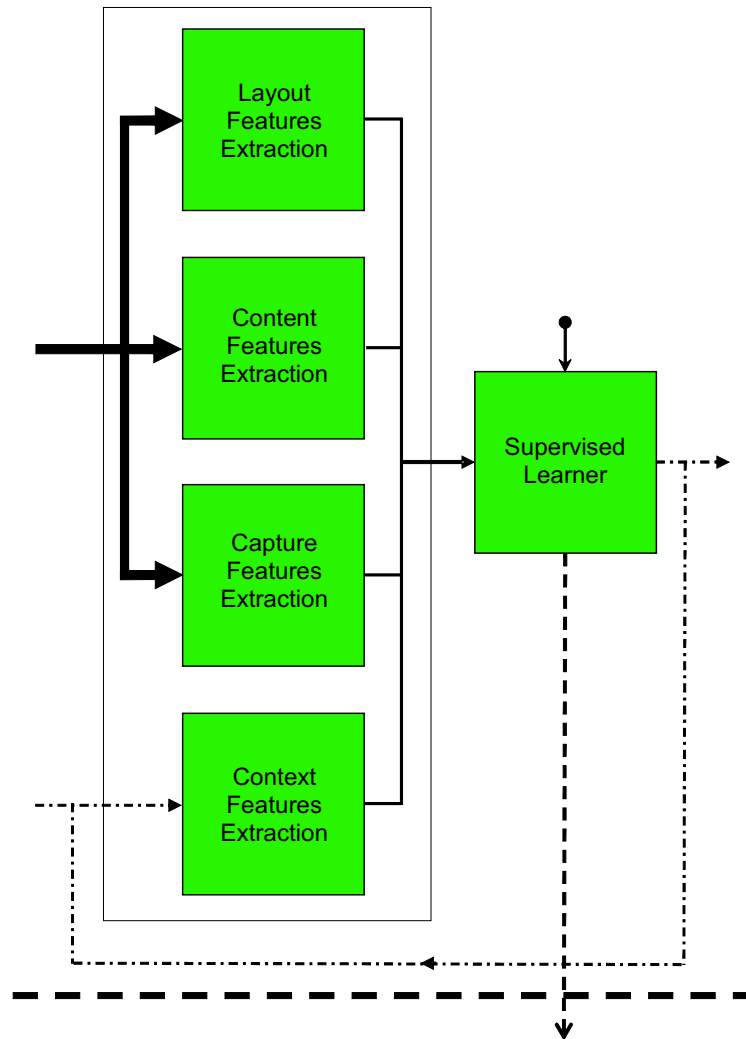 Layout
Features
Extraction
Content
Features
Extraction
Supervised
Learner
Capture
Features
Extraction
Context
Features
Extraction